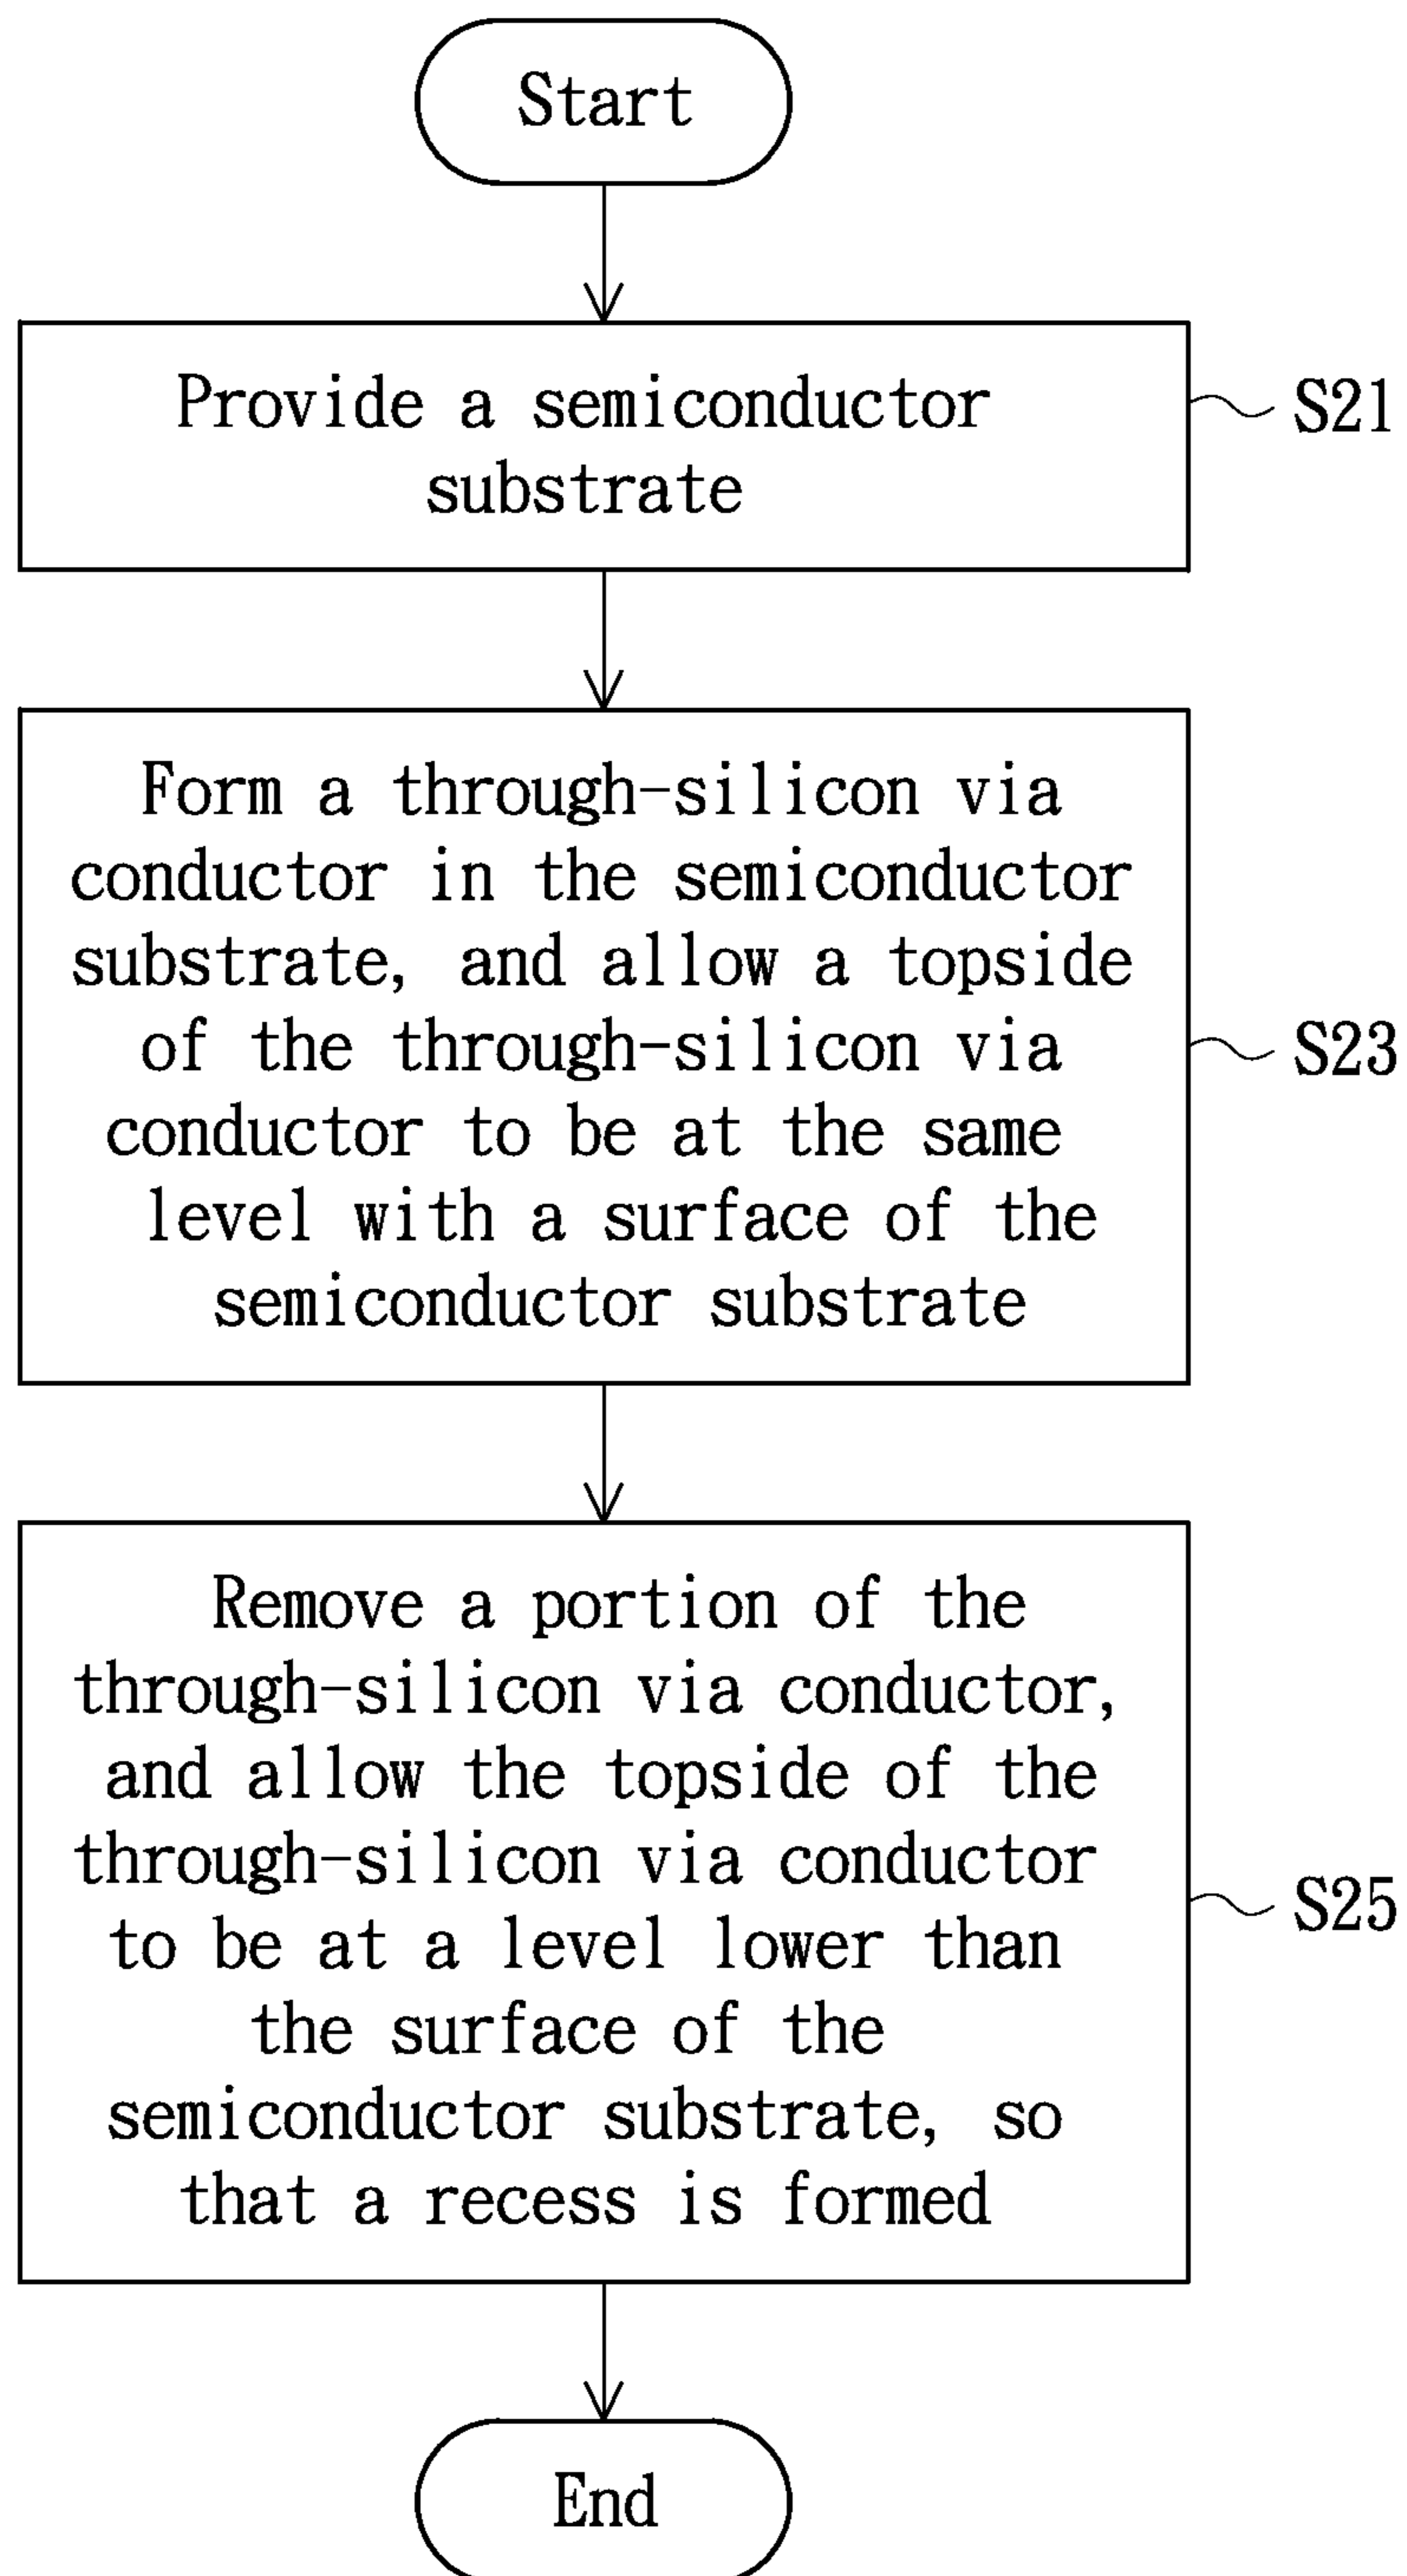 Start
Provide a semiconductor
substrate
S21
Form a through-silicon via
conductor in the semiconductor
substrate, and allow a topside
of the through-silicon via
conductor to be at the same
level with a surface of the
semiconductor substrate
S23
Remove a portion of the
through-silicon via conductor,
and allow the topside of the
through-silicon via conductor
to be at a level lower than
the surface of the
semiconductor substrate, so
that a recess is formed
S25
End